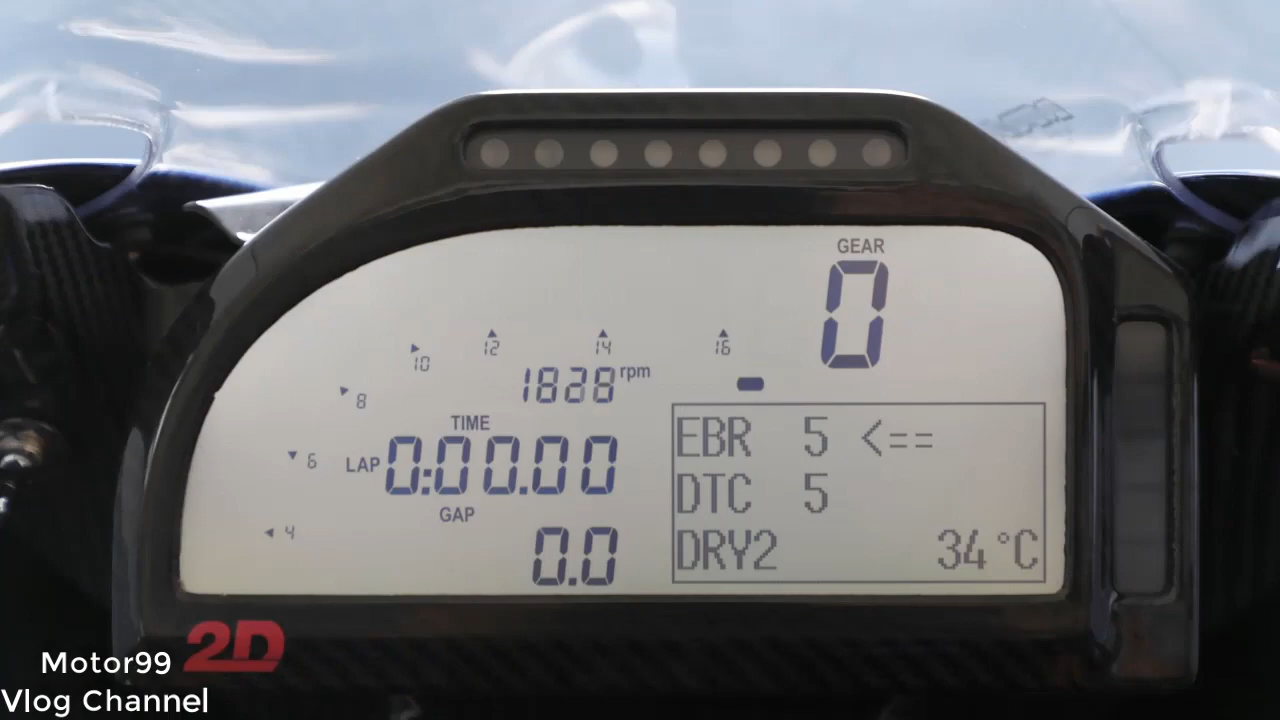 GEAR
0
10
12
14
16
8
1828 rpm
TIME
6
LAP 0:00.00
GAP
4
0.0
EBR 5 <==
DTC 5
DRY2 34°C
2D
Motor99
Vlog Channel